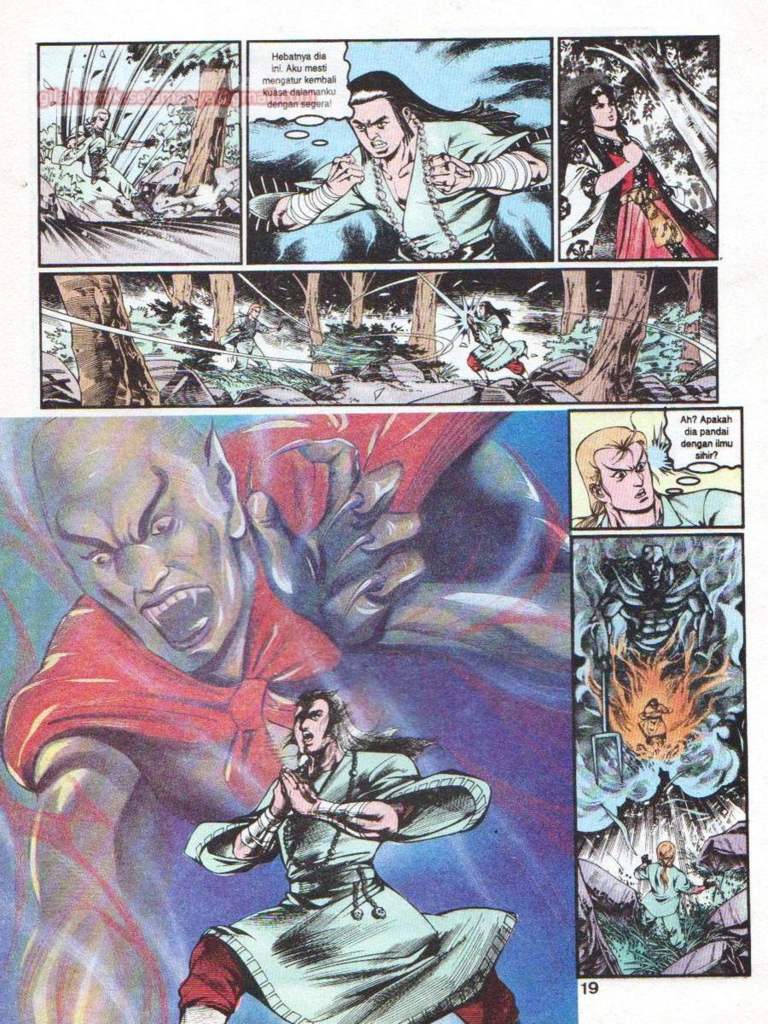 Hebatnya dia
ini. Aku mesti
mengatur kembali
kuasa dalamanku
dengan segera!
Ah? Apakah
dia pandai
dengan ilmu
sihir?
19